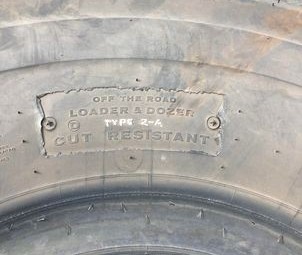 OFF THE ROAD
LOADER & DOZER
©
TYPE 2-A
CUT RESISTANT